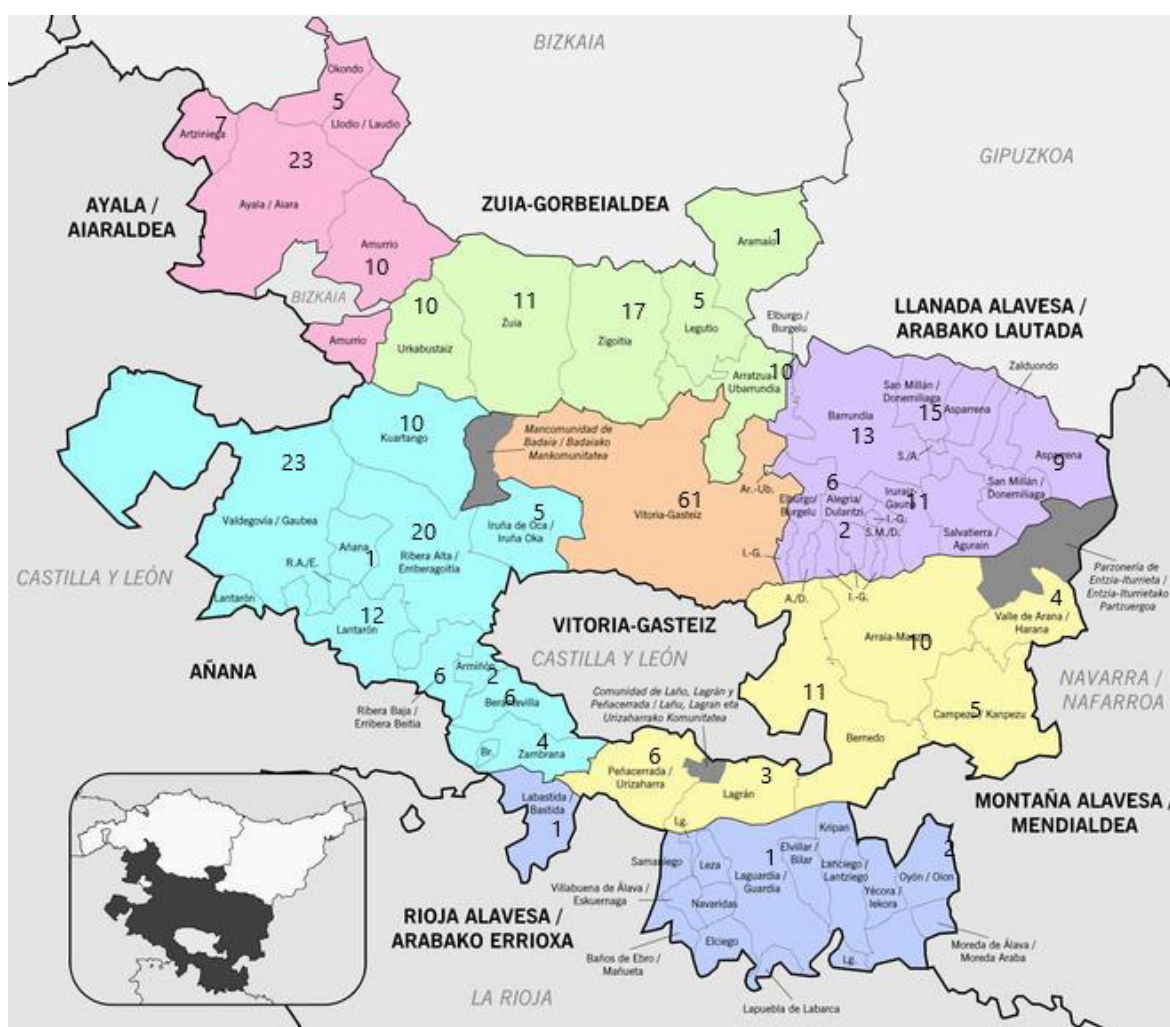 BIZKAIA
Okondo
5
7
Llodio / Laudio
Artziniega
23
GIPUZKOA
AYALA /
AIARALDEA
Ayala / Aiara
ZUIA-GORBEIALDEA
Amurrio
10
Aramaio
1
BIZKAIA
10
11
17
5
Elburgo /
Burgelu
LLANADA ALAVESA /
ARABAKO LAUTADA
Zuia
Zigoitia
Legutio
Amurrio
Urkabustaiz
Zalduondo
Arratzua-
Ubarrundia
10
San Millán /
Donemiliaga
15
Asparrena
10
Kuartango
Mancomunidad de
Badaia / Badaiako
Mankomunitatea
Barrundia
13
S./A.
Asparrena
9
23
Ar.-Ub.
6
San Millán /
Donemiliaga
61
Elburgo/
Burgelu
Alegría/
Dulantzi
Iruraiz-
Gauna
11
Valdegovía / Gaubea
5
Iruña de Oca /
Iruña Oka
Vitoria-Gasteiz
2
I.-G.
S.M./D.
Salvatierra /
Agurain
20
Añana
1
Ribera Alta /
Erriberagoitia
I.-G.
R.A./E.
CASTILLA Y LEÓN
Parzonería de
Entzia-Iturrieta /
Entzia-Iturrietako
Partzuergoa
Lantarón
A./D.
I.-G.
4
12
Lantarón
VITORIA-GASTEIZ
Valle de Arana /
Harana
10
CASTILLA Y LEÓN
AÑANA
Armiñón
2
6
NAVARRA /
NAFARROA
Berantevilla
6
Comunidad de Laño, Lagrán y
Peñacerrada / Lañu, Lagran eta
Urizaharrako Komunitatea
11
5
Campezo / Kanpezu
Ribera Baja /
Erribera Beitia
4
Br.
Zambrana
6
Peñacerrada /
Urizaharra
Bernedo
3
Lagrán
Labastida /
Bastida
1
MONTAÑA ALAVESA /
MENDIALDEA
Lg.
Kripan
Samaniego
Leza
1
Laguardia /
Guardia
Elvillar /
Bilar
Lanciego /
Lantziego
2
Oyón / Oion
Villabuena de Álava /
Eskuernaga
Navaridas
Yécora /
Iekora
RIOJA ALAVESA /
ARABAKO ERRIOXA
Elciego
Moreda de Álava /
Moreda Araba
Baños de Ebro /
Mañueta
Lg.
LA RIOJA
Lapuebla de Labarca